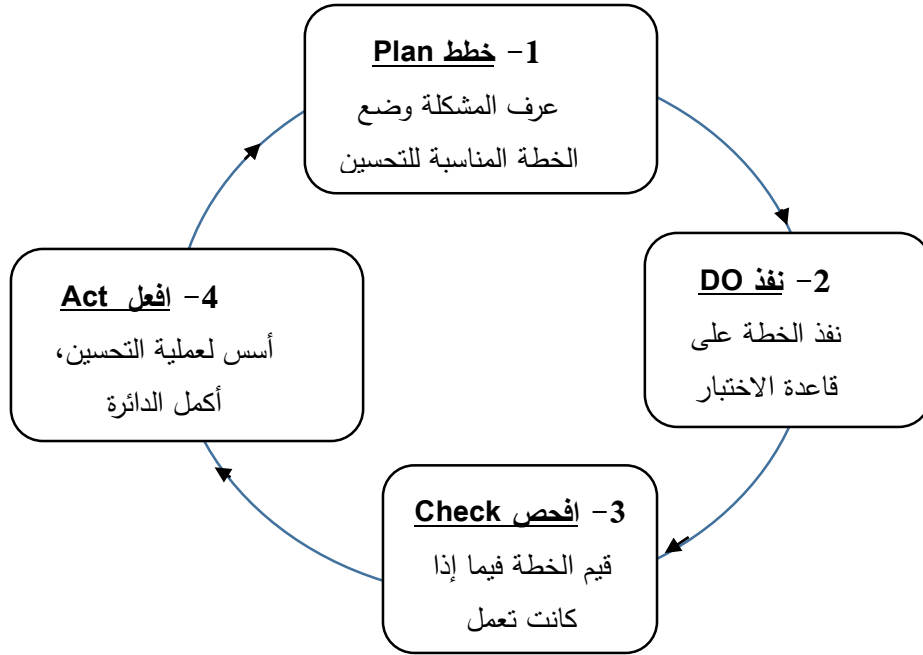 1- خطط Plan
عرف المشكلة وضع
الخطة المناسبة للتحسين
2- نفذ DO
نفذ الخطة على
قاعدة الاختبار
3- افحص Check
قيم الخطة فيما إذا
كانت تعمل
4- افعل Act
أسس لعملية التحسين،
أكمل الدائرة